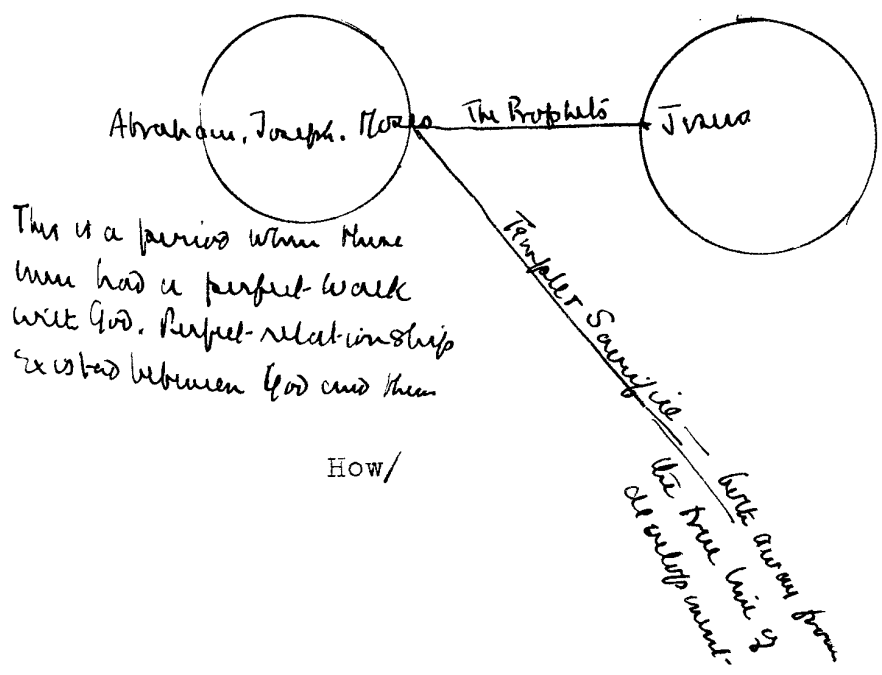 Abraham, Joseph, Moses
The Prophets
Jesus
This is a period when these
men had a perfect walk
with God. Perfect relationship
existed between God and them
Temple + Sacrifice — both away from
the true line of
development.
How/